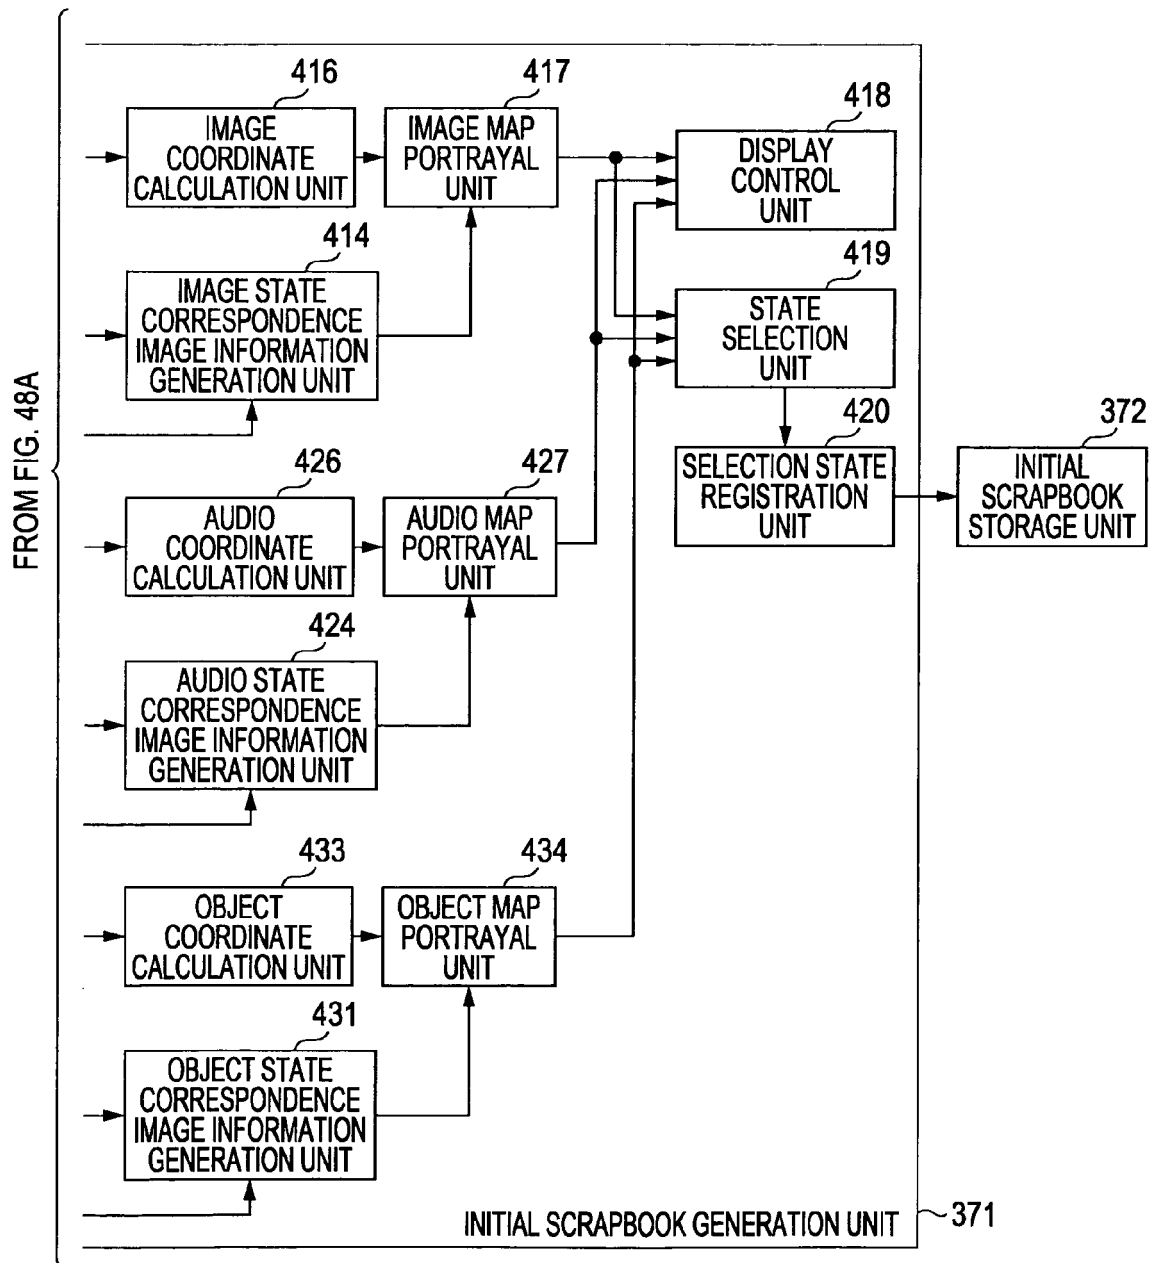 FROM FIG. 48A
416
IMAGE
COORDINATE
CALCULATION UNIT
417
IMAGE MAP
PORTRAYAL
UNIT
418
DISPLAY
CONTROL
UNIT
414
IMAGE STATE
CORRESPONDENCE
IMAGE INFORMATION
GENERATION UNIT
419
STATE
SELECTION
UNIT
420
SELECTION STATE
REGISTRATION
UNIT
372
INITIAL
SCRAPBOOK
STORAGE UNIT
426
AUDIO
COORDINATE
CALCULATION UNIT
427
AUDIO MAP
PORTRAYAL
UNIT
424
AUDIO STATE
CORRESPONDENCE
IMAGE INFORMATION
GENERATION UNIT
433
OBJECT
COORDINATE
CALCULATION UNIT
434
OBJECT MAP
PORTRAYAL
UNIT
431
OBJECT STATE
CORRESPONDENCE
IMAGE INFORMATION
GENERATION UNIT
INITIAL SCRAPBOOK GENERATION UNIT
371